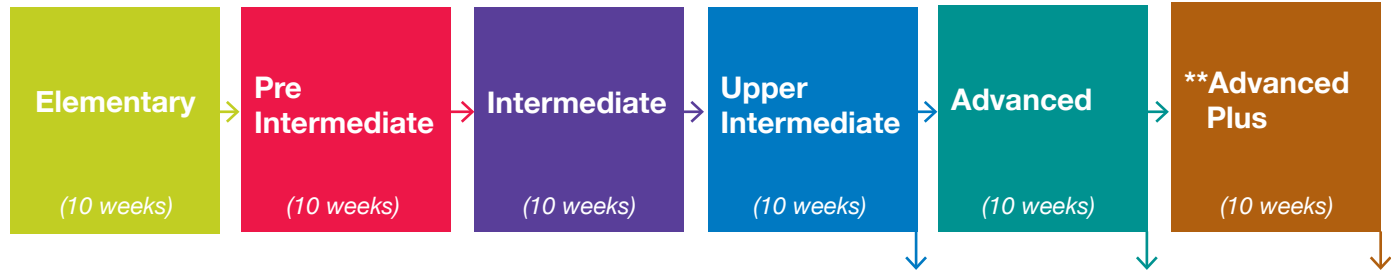 Elementary
(10 weeks)
Pre
Intermediate
(10 weeks)
Intermediate
(10 weeks)
Upper
Intermediate
(10 weeks)
Advanced
(10 weeks)
**Advanced
Plus
(10 weeks)